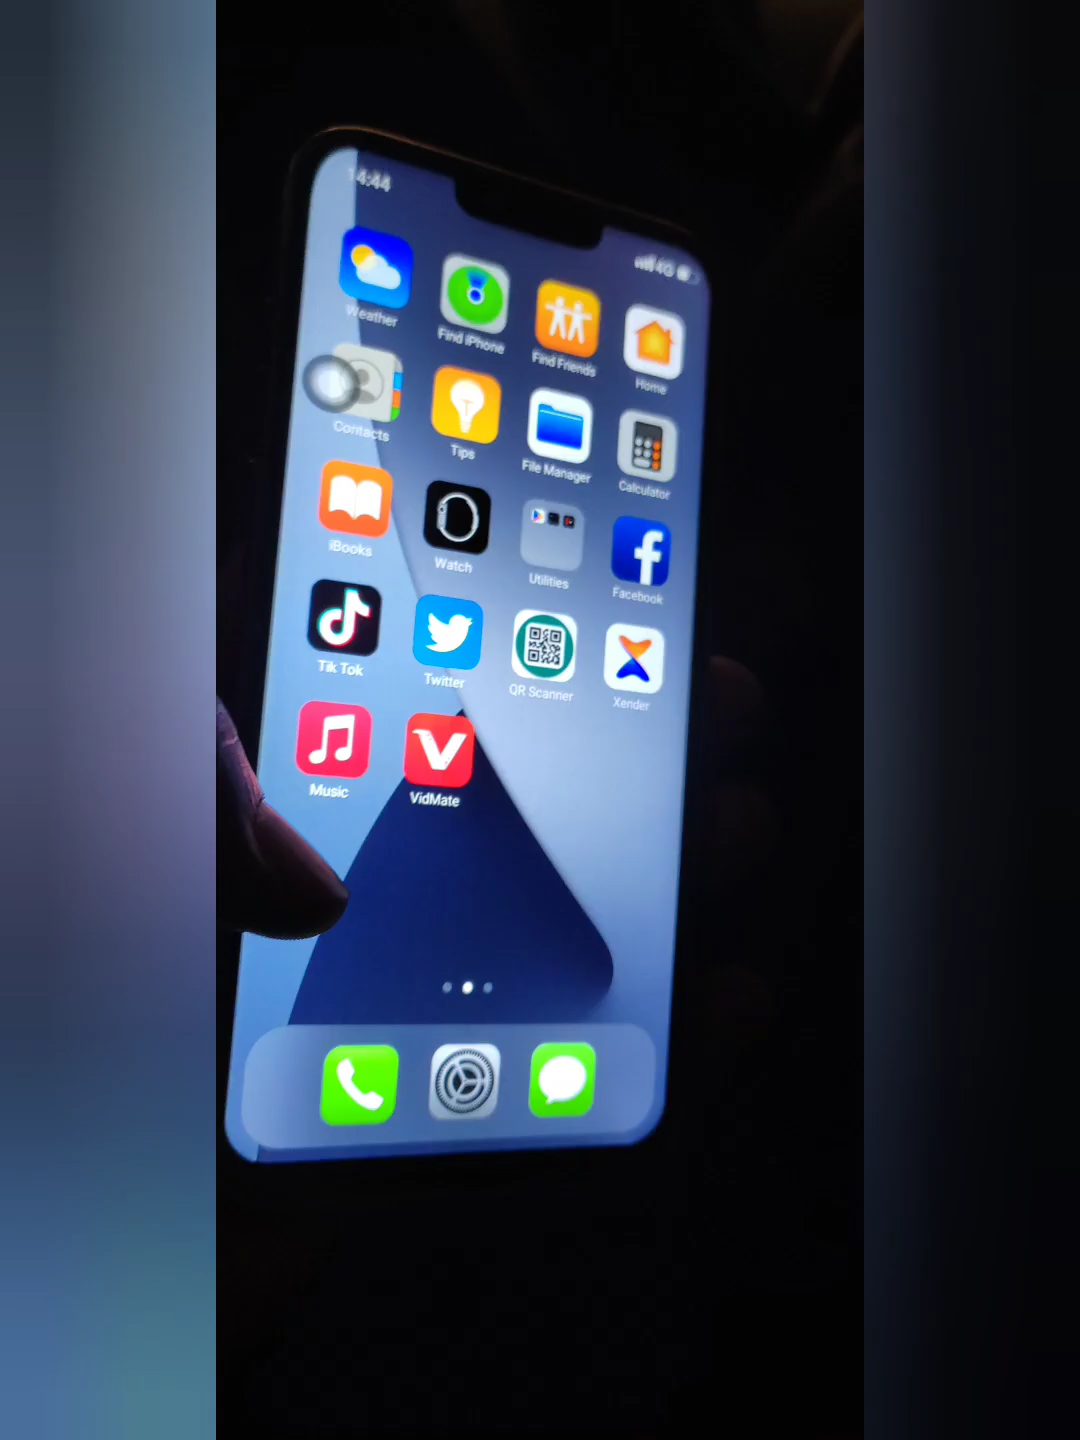 14:44
4G
Weather
Find iPhone
Find Friends
Home
Contacts
Tips
File Manager
Calculator
iBooks
Watch
Utilities
Facebook
Tik Tok
Twitter
QR Scanner
Xender
Music
VidMate